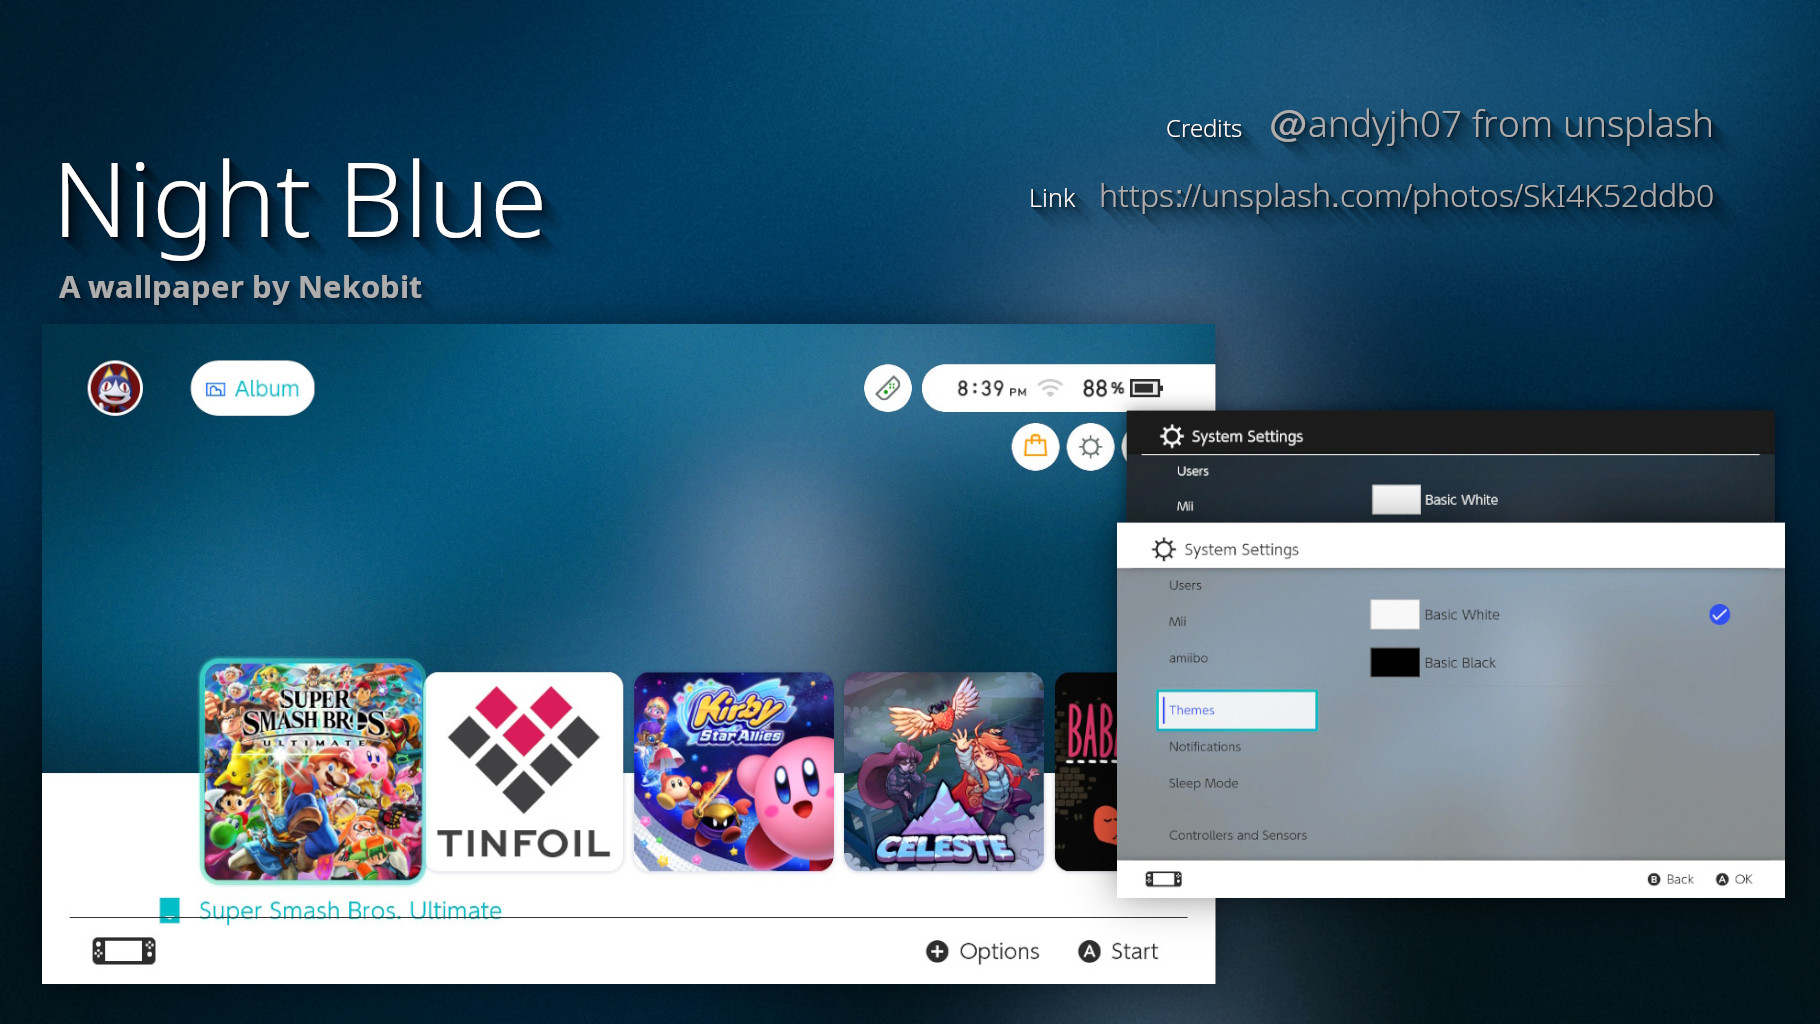 Credits @andyjh07 from unsplash
Night Blue
Link https://unsplash.com/photos/SkI4K52ddb0
A wallpaper by Nekobit
Album
8:39 PM 88%
System Settings
Users
Mii
Basic White
System Settings
Users
Mii
amiibo
Themes
Notifications
Sleep Mode
Controllers and Sensors
Basic White
Basic Black
B Back A OK
SUPER
SMASH BROS.
ULTIMATE
TINFOIL
Kirby
Star Allies
CELESTE
BABA
Super Smash Bros. Ultimate
Options A Start